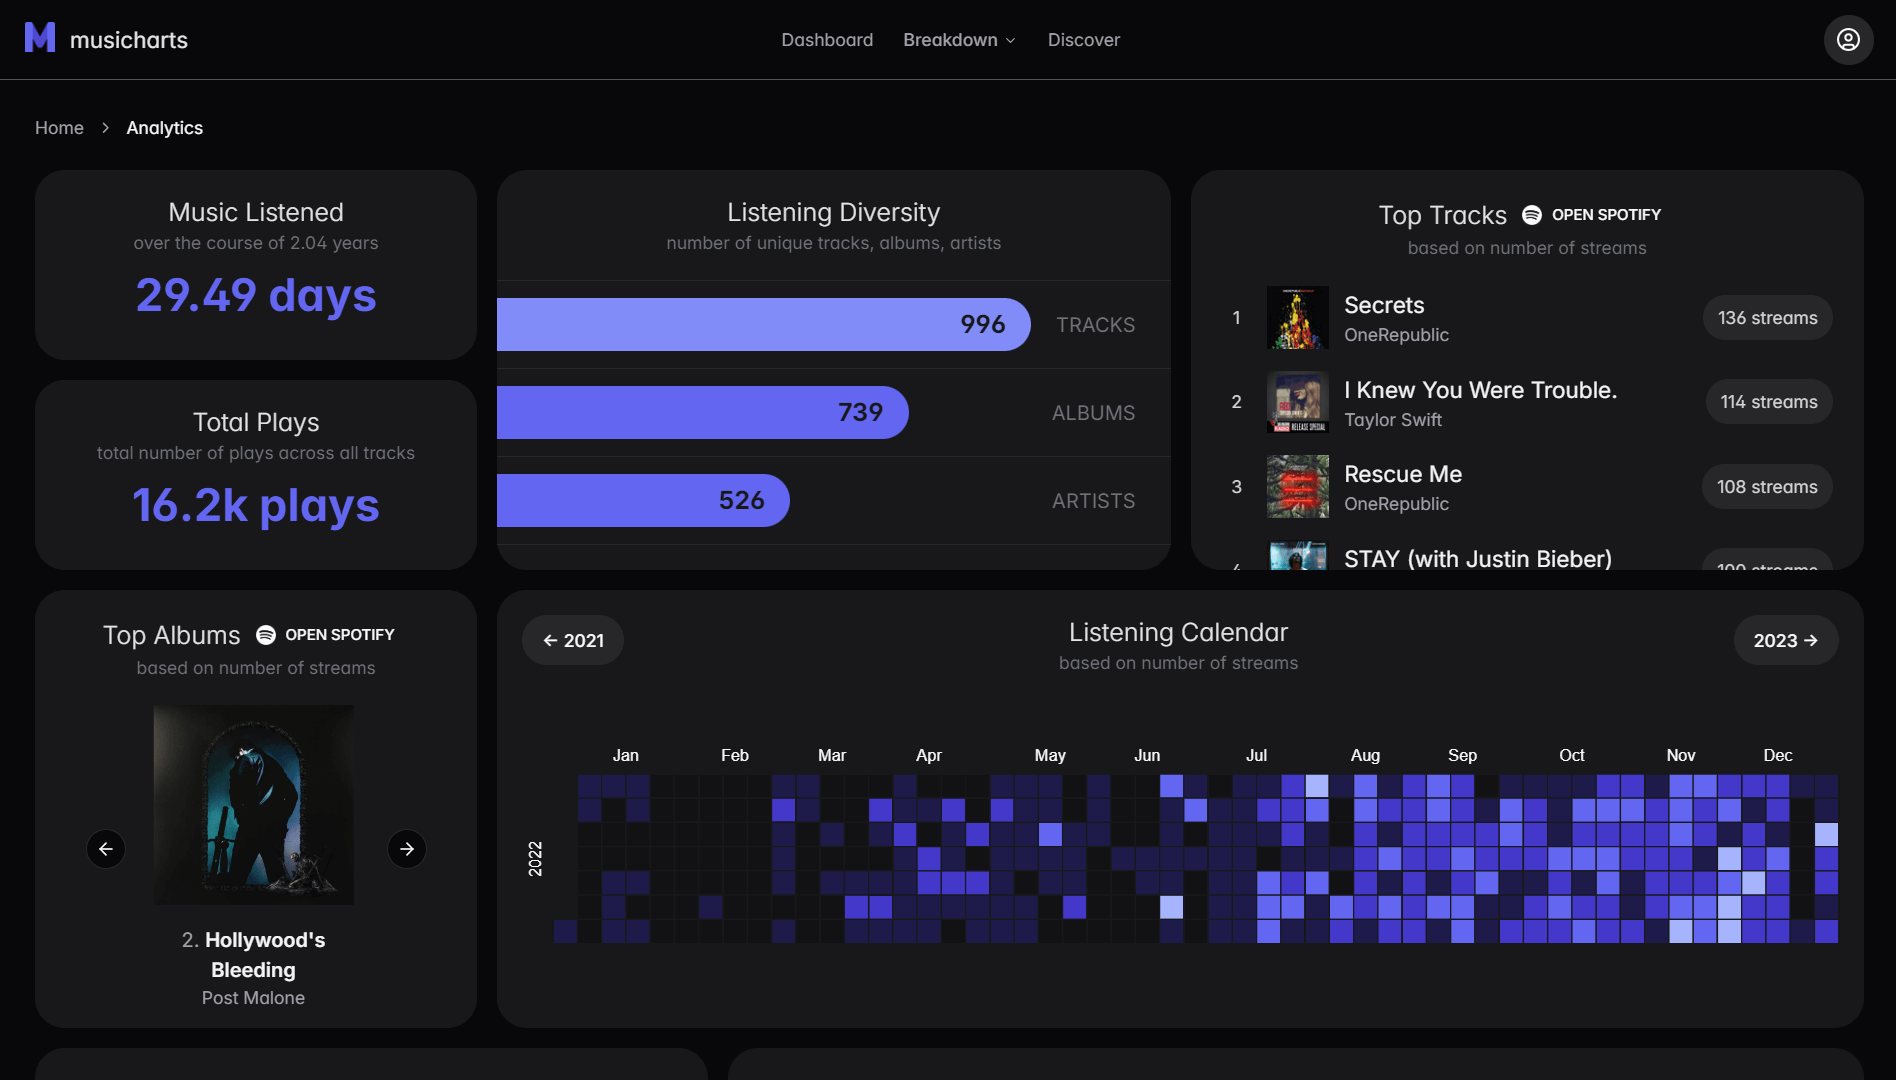 M musicharts
Dashboard
Breakdown
Discover
Home > Analytics
Music Listened
over the course of 2.04 years
29.49 days
Total Plays
total number of plays across all tracks
16.2k plays
Listening Diversity
number of unique tracks, albums, artists
996 TRACKS
739 ALBUMS
526 ARTISTS
Top Tracks OPEN SPOTIFY
based on number of streams
1 Secrets 136 streams
OneRepublic
2 I Knew You Were Trouble. 114 streams
Taylor Swift
3 Rescue Me 108 streams
OneRepublic
STAY (with Justin Bieber)
Top Albums OPEN SPOTIFY
based on number of streams
2. Hollywood's
Bleeding
Post Malone
← 2021
Listening Calendar
based on number of streams
2023 →
Jan Feb Mar Apr May Jun Jul Aug Sep Oct Nov Dec
2022